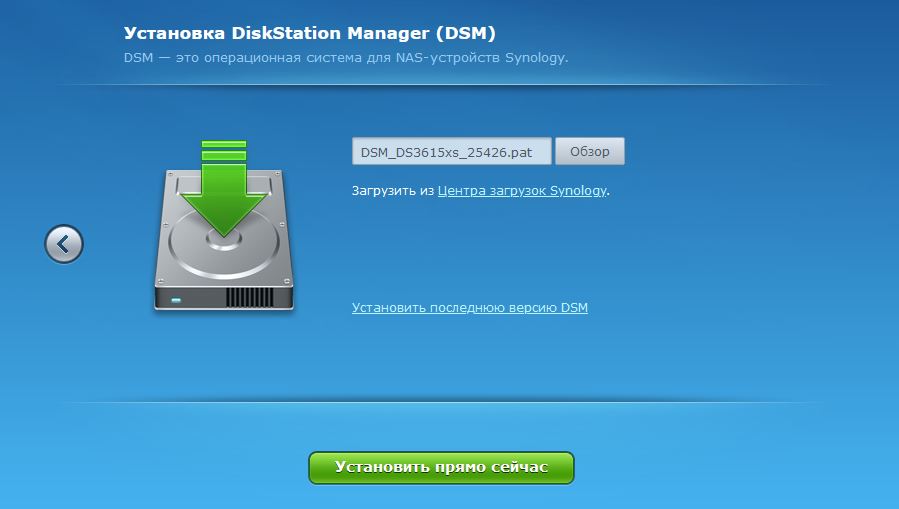 Установка DiskStation Manager (DSM)
DSM — это операционная система для NAS-устройств Synology.
DSM_DS3615xs_25426.pat
Обзор
Загрузить из Центра загрузок Synology.
Установить последнюю версию DSM
Установить прямо сейчас